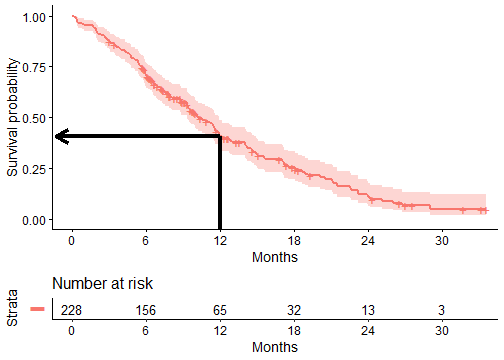 Survival probability
1.00
0.75
0.50
0.25
0.00
0 6 12 18 24 30
Months
Number at risk
Strata
228 156 65 32 13 3
0 6 12 18 24 30
Months